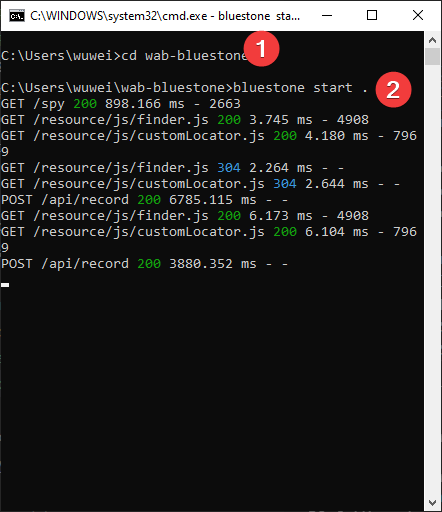 C:\WINDOWS\system32\cmd.exe - bluestone sta...
C:\Users\wuwei>cd wab-bluestone
1
C:\Users\wuwei\wab-bluestone>bluestone start .
2
GET /spy 200 898.166 ms - 2663
GET /resource/js/finder.js 200 3.745 ms - 4908
GET /resource/js/customLocator.js 200 4.180 ms - 796
9
GET /resource/js/finder.js 304 2.264 ms - -
GET /resource/js/customLocator.js 304 2.644 ms - -
POST /api/record 200 6785.115 ms - -
GET /resource/js/finder.js 200 6.173 ms - 4908
GET /resource/js/customLocator.js 200 6.104 ms - 796
9
POST /api/record 200 3880.352 ms - -